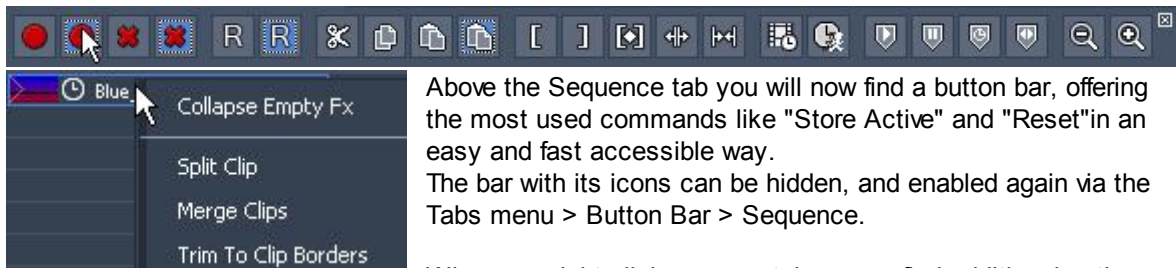 R R
Blue
Collapse Empty Fx
Split Clip
Merge Clips
Trim To Clip Borders
Above the Sequence tab you will now find a button bar, offering
the most used commands like "Store Active" and "Reset"in an
easy and fast accessible way.
The bar with its icons can be hidden, and enabled again via the
Tabs menu > Button Bar > Sequence.